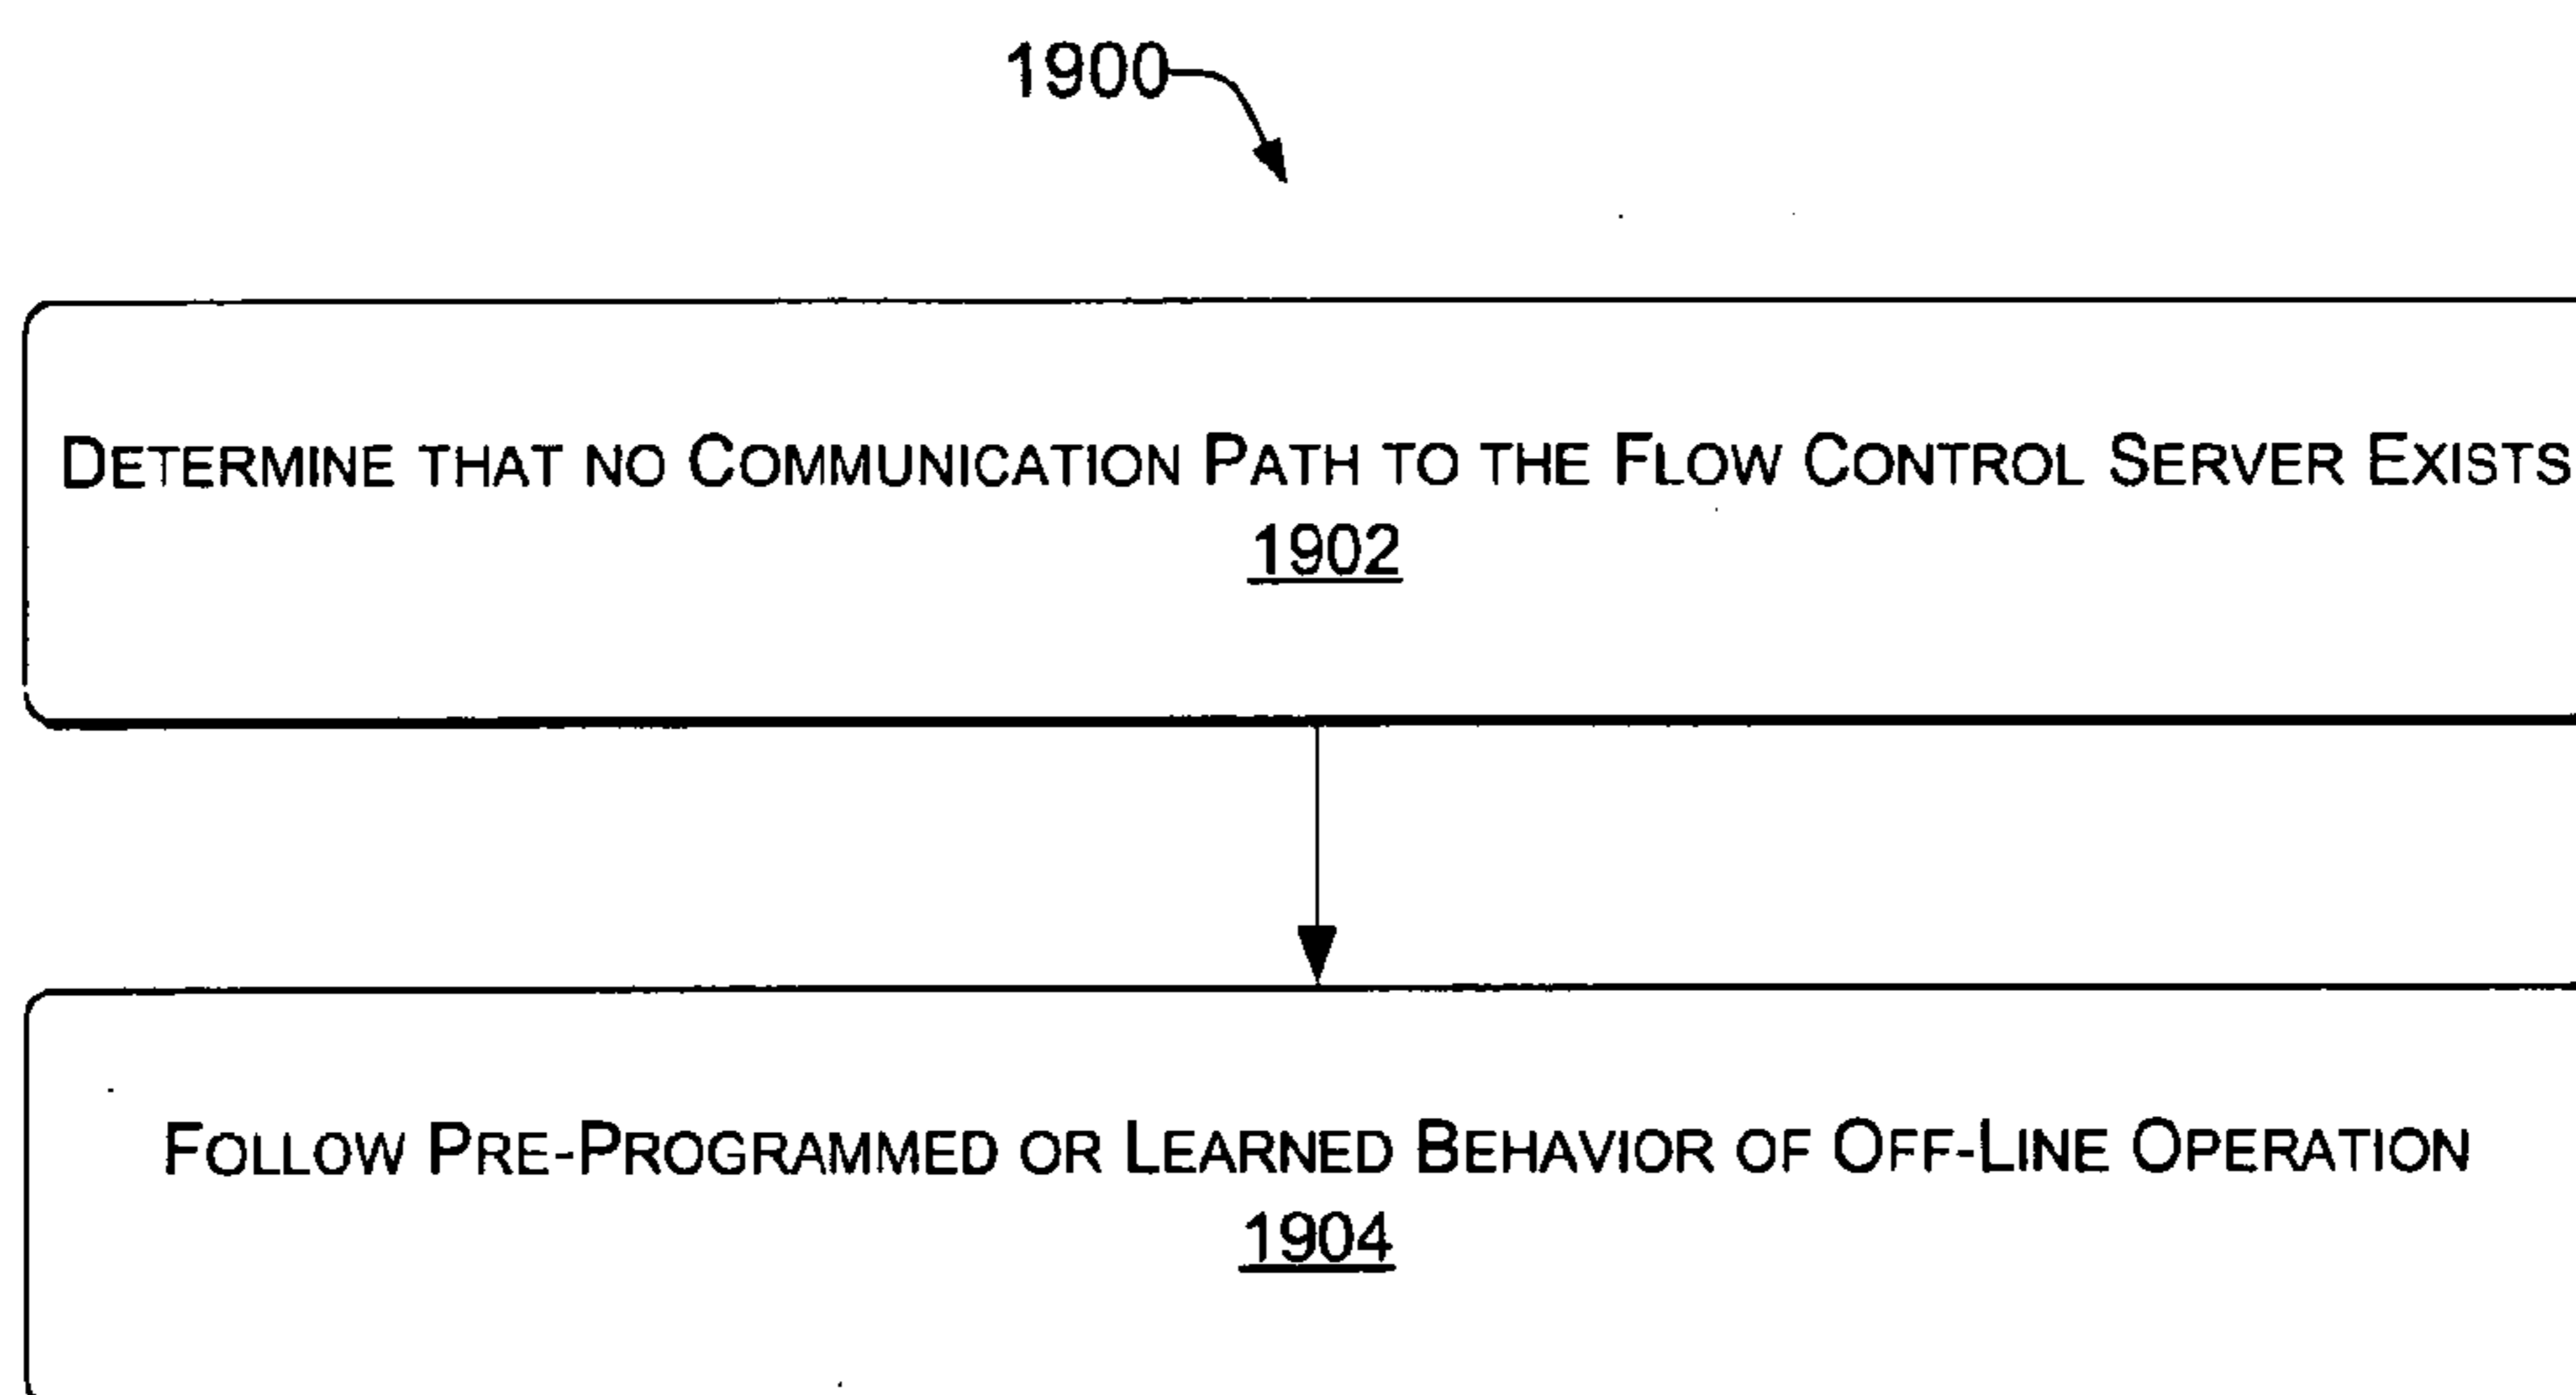 1900
DETERMINE THAT NO COMMUNICATION PATH TO THE FLOW CONTROL SERVER EXISTS
1902
FOLLOW PRE-PROGRAMMED OR LEARNED BEHAVIOR OF OFF-LINE OPERATION
1904